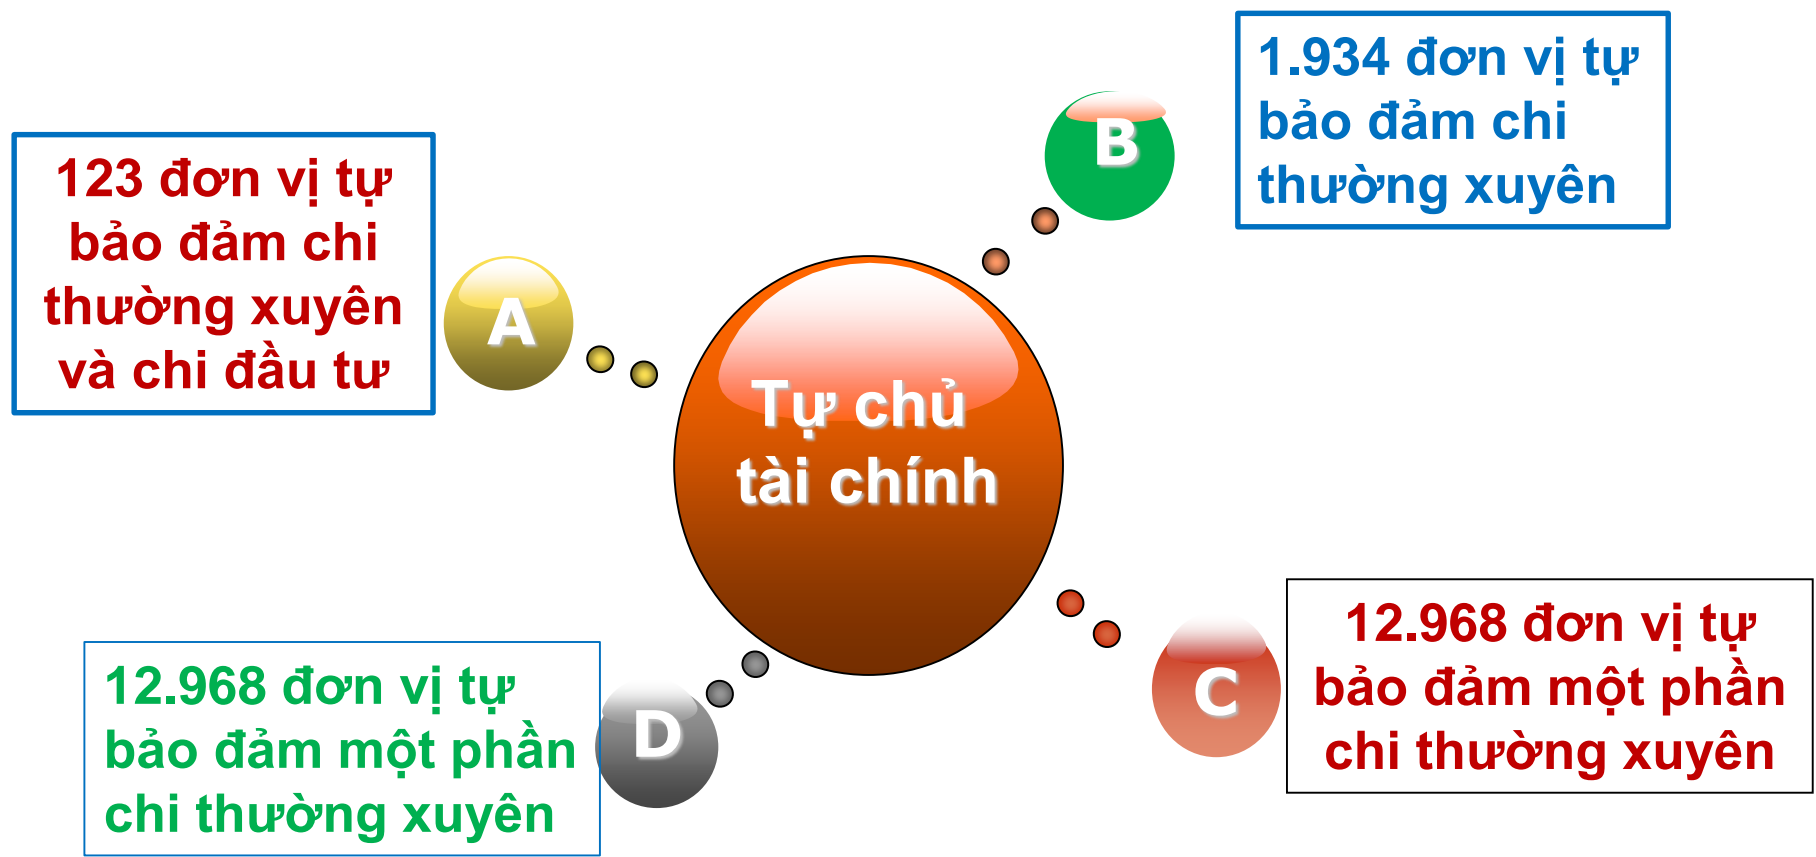 123 đơn vị tự
bảo đảm chi
thường xuyên
và chi đầu tư
A
B
1.934 đơn vị tự
bảo đảm chi
thường xuyên
Tự chủ
tài chính
C
12.968 đơn vị tự
bảo đảm một phần
chi thường xuyên
12.968 đơn vị tự
bảo đảm một phần
chi thường xuyên
D